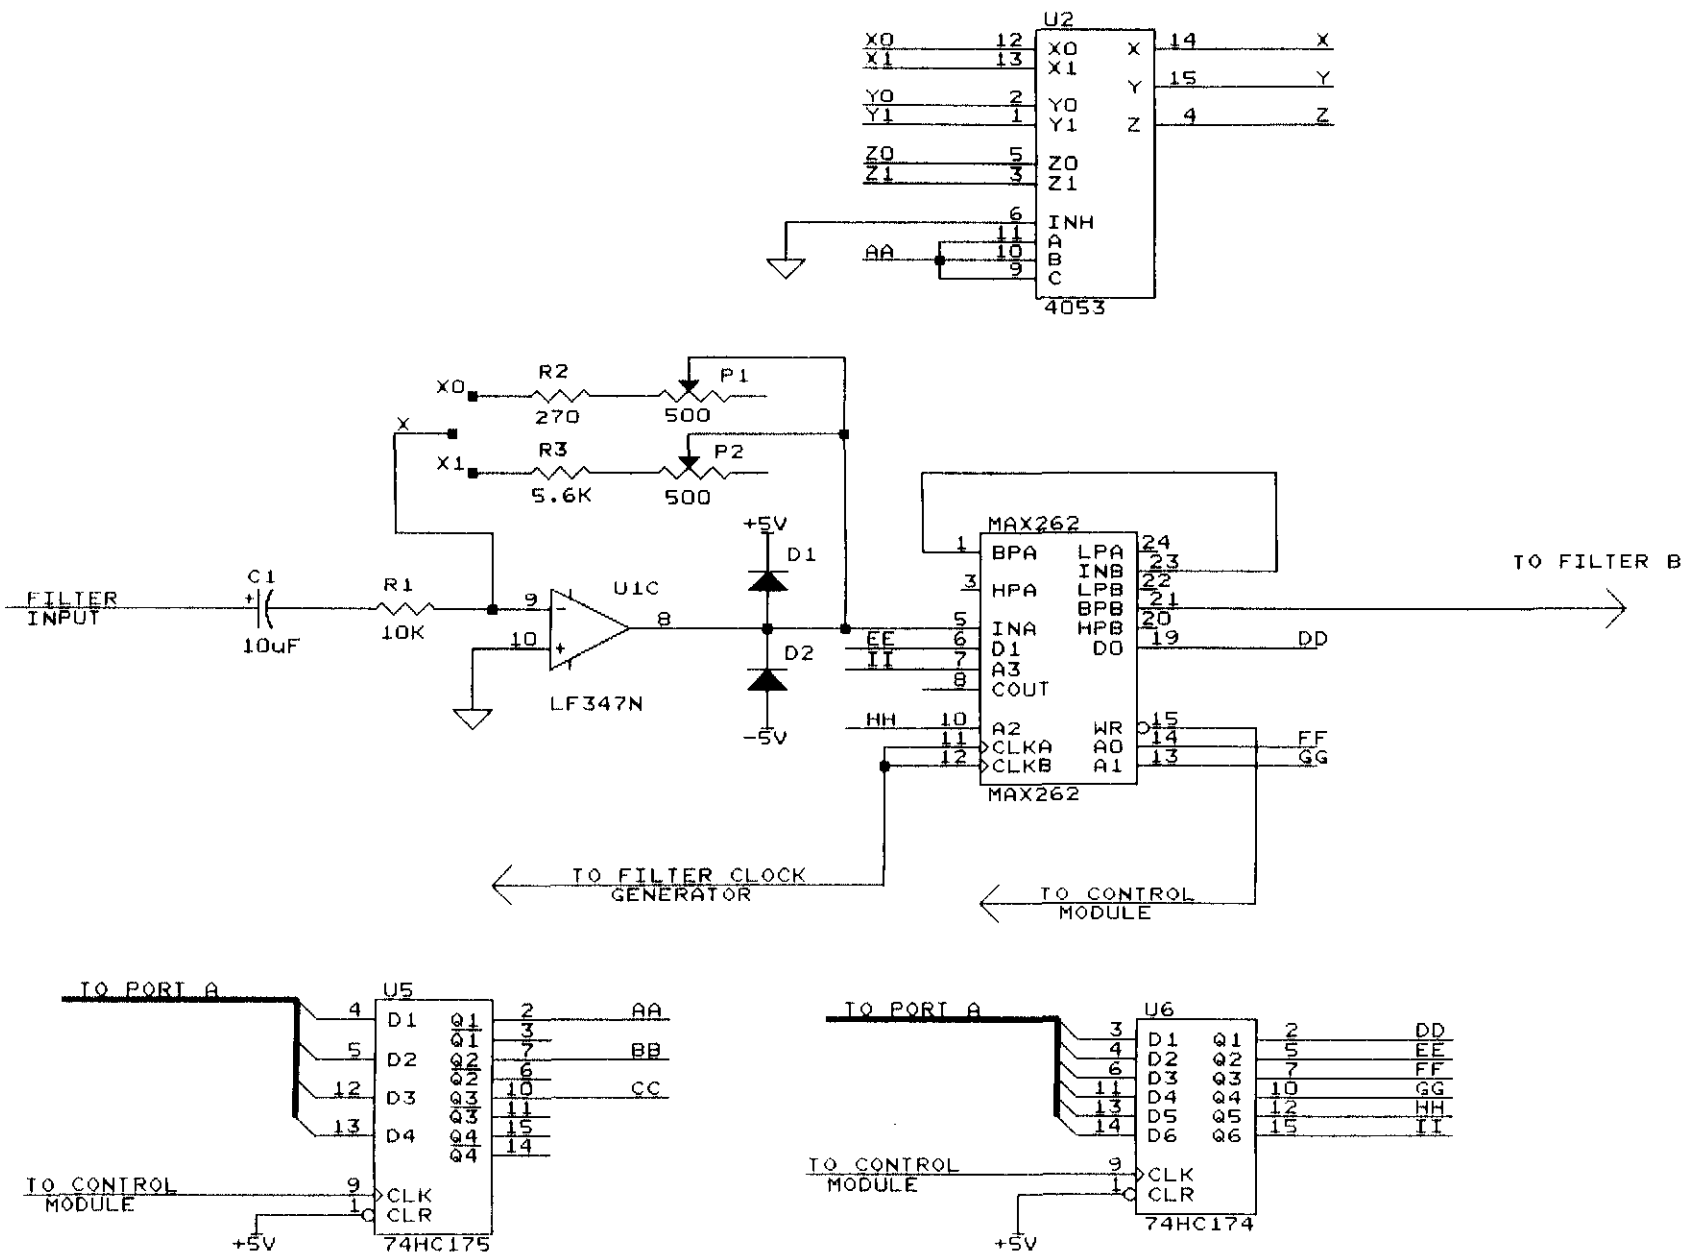 U2
X0 12 X0 X 14 X
X1 13 X1
Y 15 Y
Y0 2 Y0
Y1 1 Y1 Z 4 Z
Z0 5 Z0
Z1 3 Z1
6 INH
11 A
AA 10 B
9 C
4053
X0 R2 P1
270 500
X
X1 R3 P2
5.6K 500
+5V
D1
MAX262
1 BPA LPA 24
INB 23
3 HPA LPB 22
BPB 21
5 INA HPB 20
EE 6 D1 D0 19 DD
II 7 A3
8 COUT
HH 10 A2 WR 15
11 CLKA A0 14 FF
12 CLKB A1 13 GG
MAX262
TO FILTER B
FILTER
INPUT
C1
+
10uF
R1
10K
U1C
9 -
8
10 +
LF347N
D2
-5V
TO FILTER CLOCK
GENERATOR
TO CONTROL
MODULE
TO PORT A
U5
4 D1 Q1 2 AA
Q1 3
5 D2 Q2 7 BB
Q2 6
12 D3 Q3 10 CC
Q3 11
13 D4 Q4 15
Q4 14
TO CONTROL
MODULE
9 CLK
1 CLR
+5V
74HC175
TO PORT A
U6
3 D1 Q1 2 DD
4 D2 Q2 5 EE
6 D3 Q3 7 FF
11 D4 Q4 10 GG
13 D5 Q5 12 HH
14 D6 Q6 15 II
TO CONTROL
MODULE
9 CLK
1 CLR
+5V
74HC174